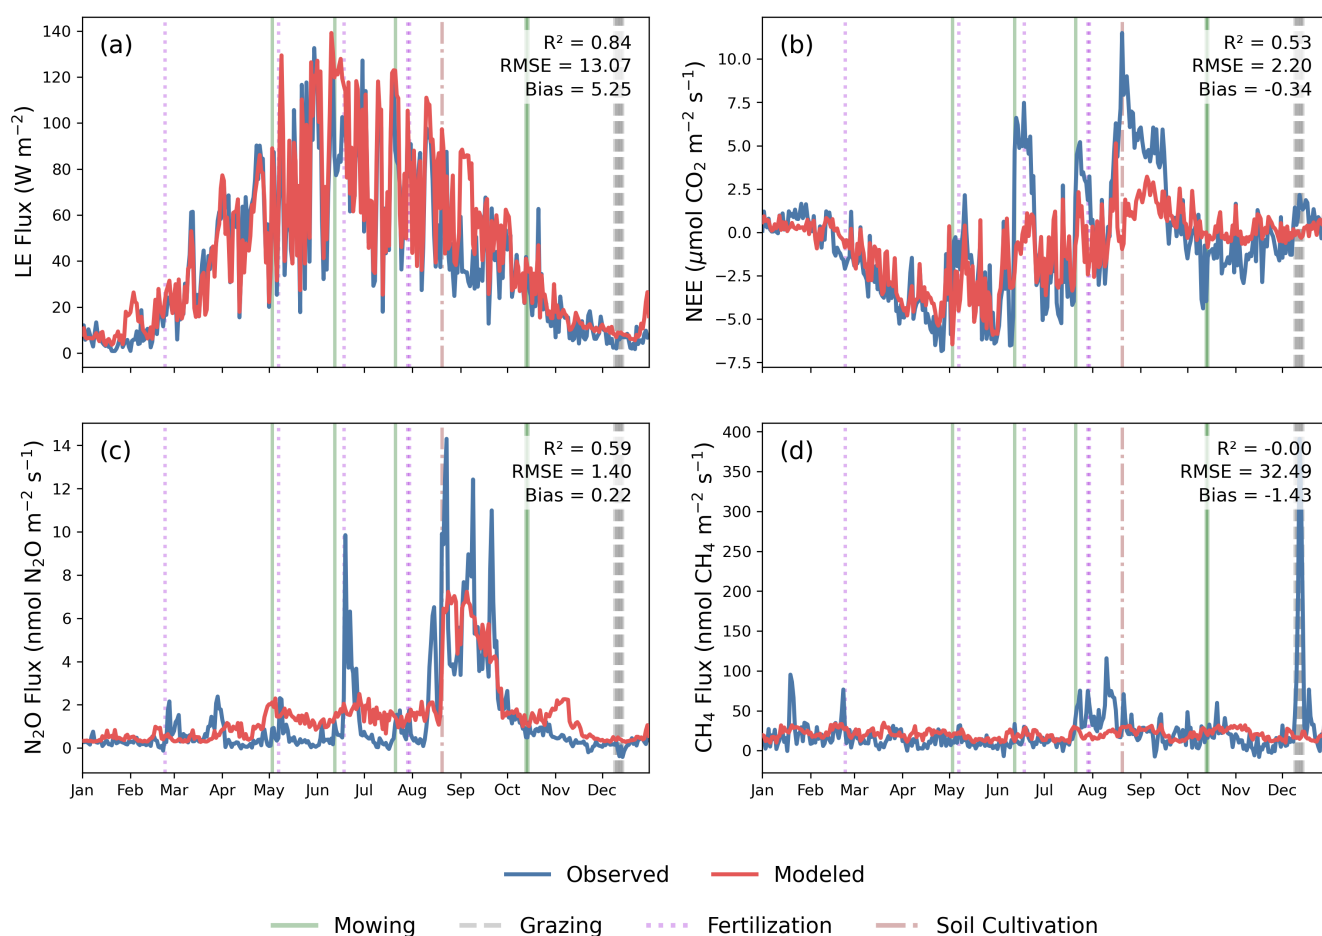 (a)
R² = 0.84
RMSE = 13.07
Bias = 5.25
LE Flux (W m⁻²)
140
120
100
80
60
40
20
0
(b)
R² = 0.53
RMSE = 2.20
Bias = -0.34
NEE (μmol CO₂ m⁻² s⁻¹)
10.0
7.5
5.0
2.5
0.0
−2.5
−5.0
−7.5
(c)
R² = 0.59
RMSE = 1.40
Bias = 0.22
N₂O Flux (nmol N₂O m⁻² s⁻¹)
14
12
10
8
6
4
2
0
Jan Feb Mar Apr May Jun Jul Aug Sep Oct Nov Dec
(d)
R² = -0.00
RMSE = 32.49
Bias = -1.43
CH₄ Flux (nmol CH₄ m⁻² s⁻¹)
400
350
300
250
200
150
100
50
0
Jan Feb Mar Apr May Jun Jul Aug Sep Oct Nov Dec
Observed Modeled
Mowing Grazing Fertilization Soil Cultivation